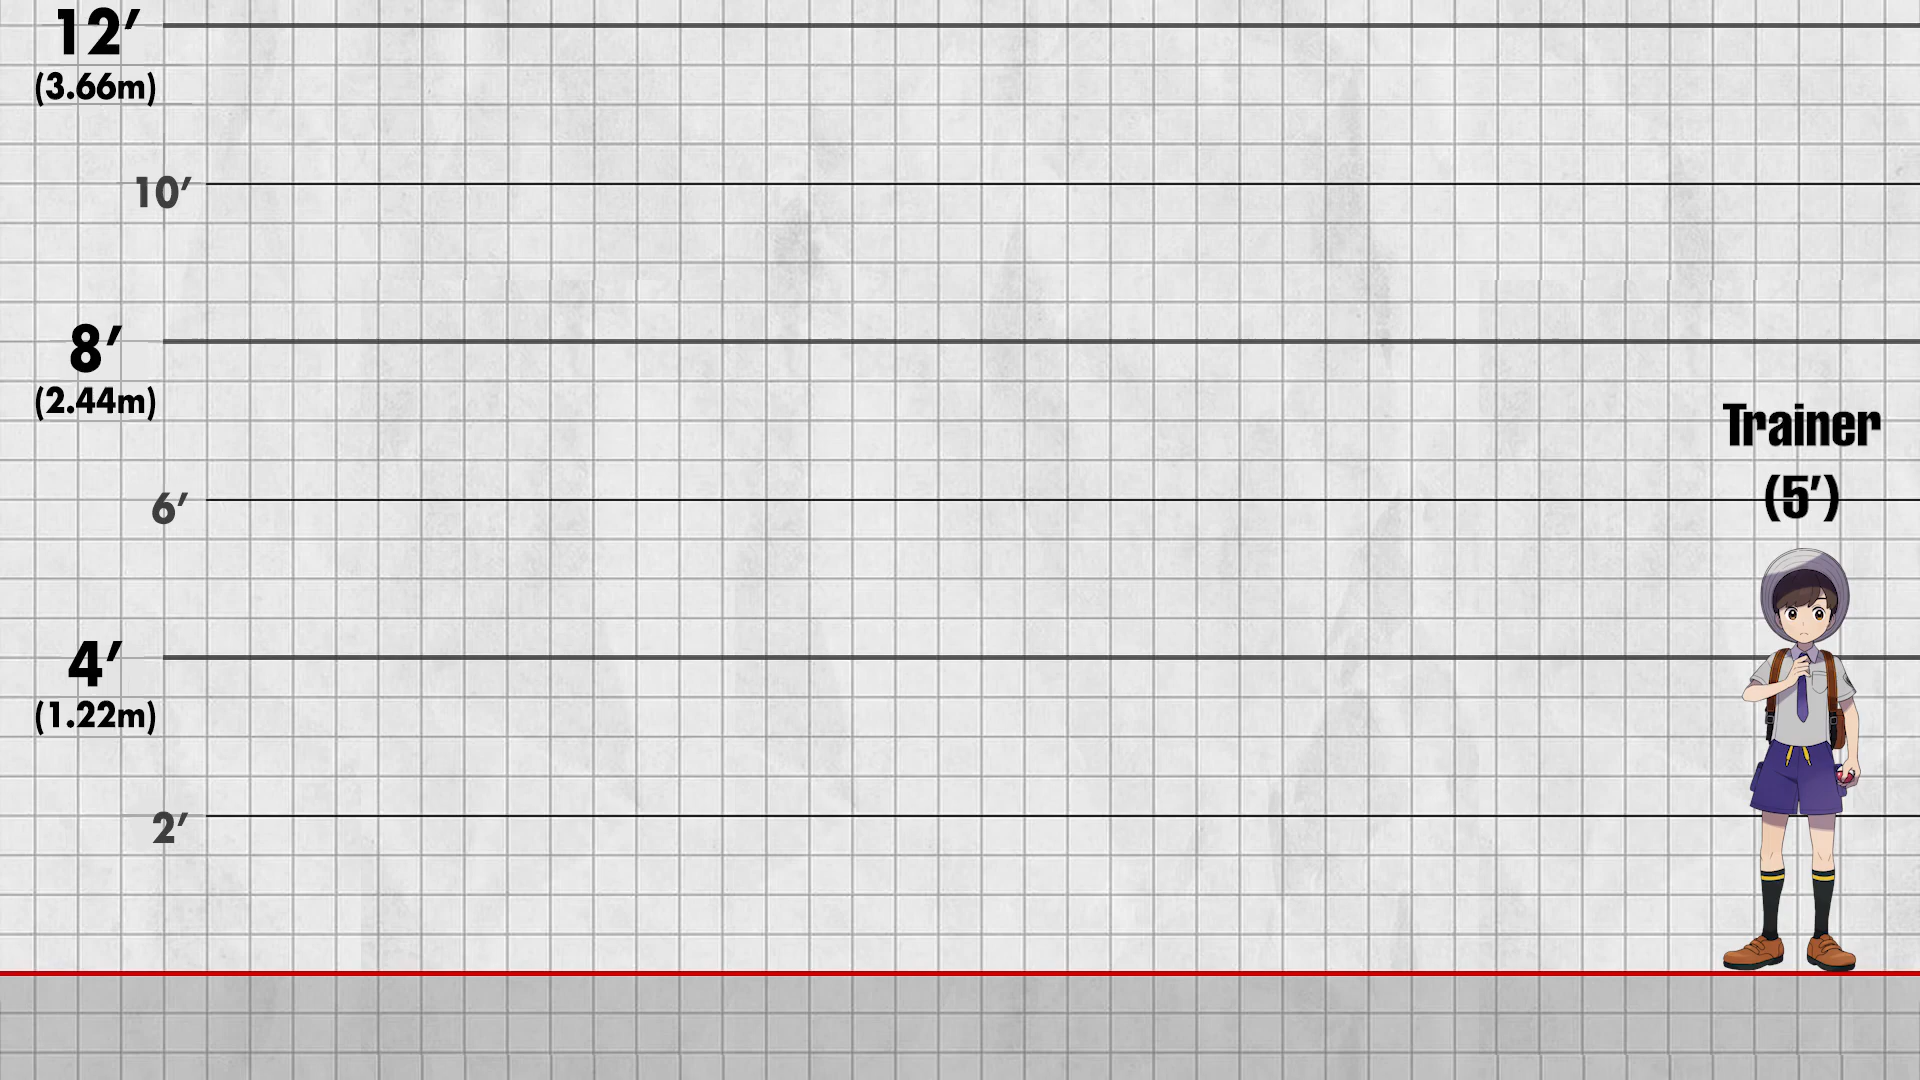 12′
(3.66m)
10′
8′
(2.44m)
Trainer
6′
(5′)
4′
(1.22m)
2′